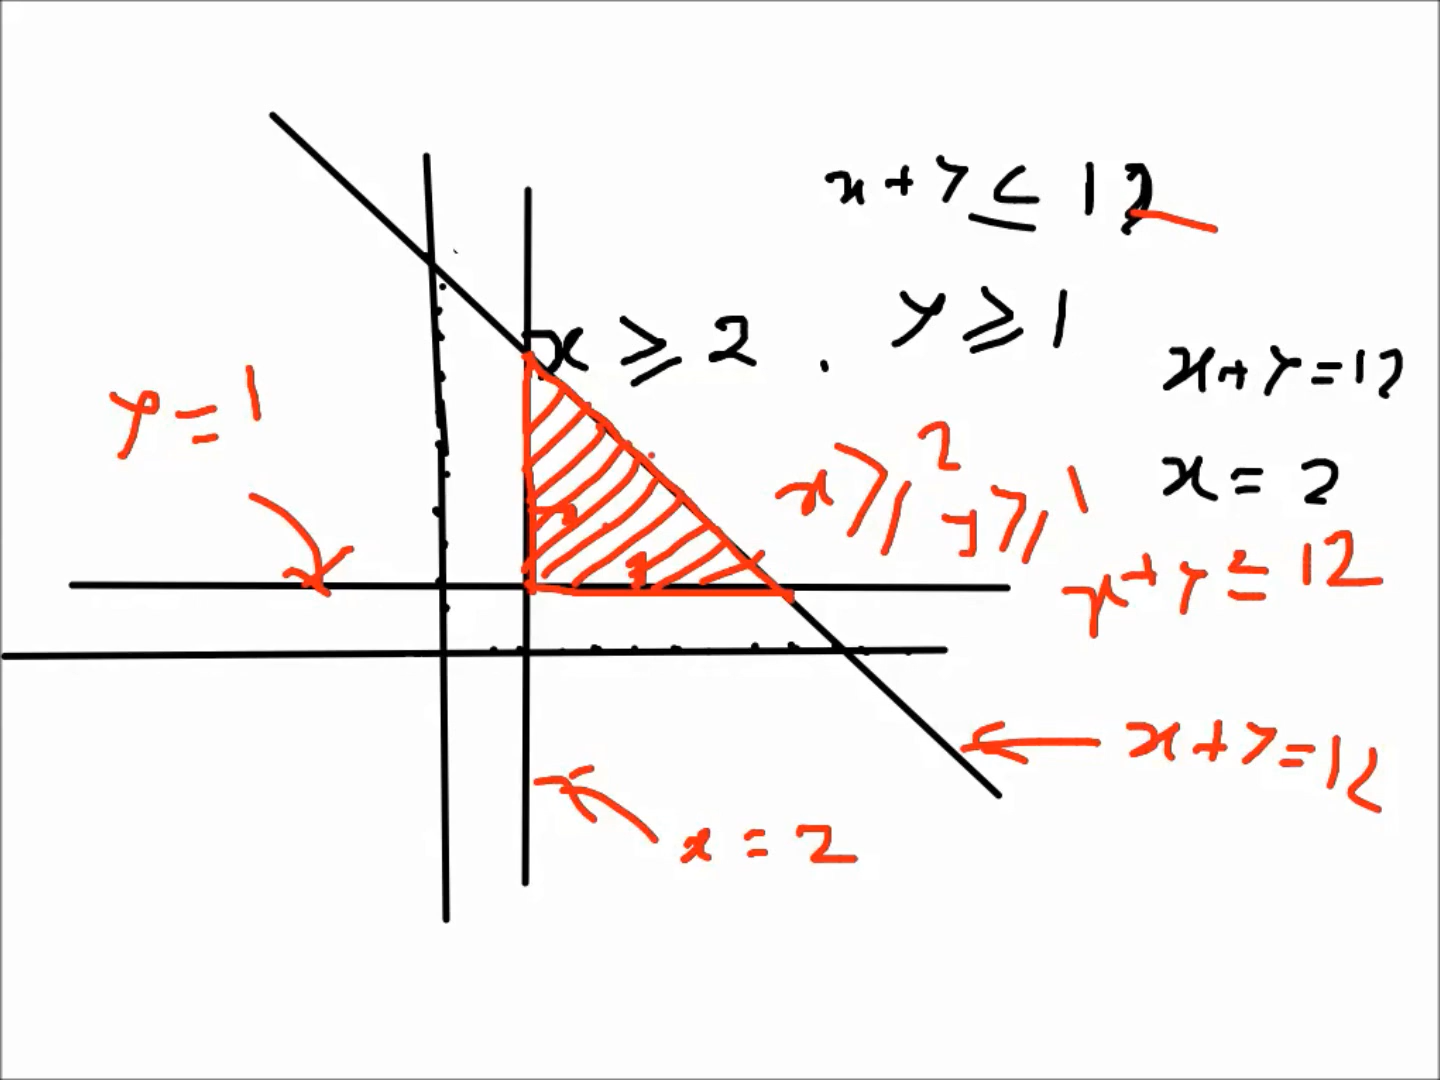 x + y ≤ 12
x ≥ 2 . y ≥ 1
x + y = 12
y = 1
x = 2
x ≥ 2 y ≥ 1
x + y ≤ 12
x + y = 12
x = 2